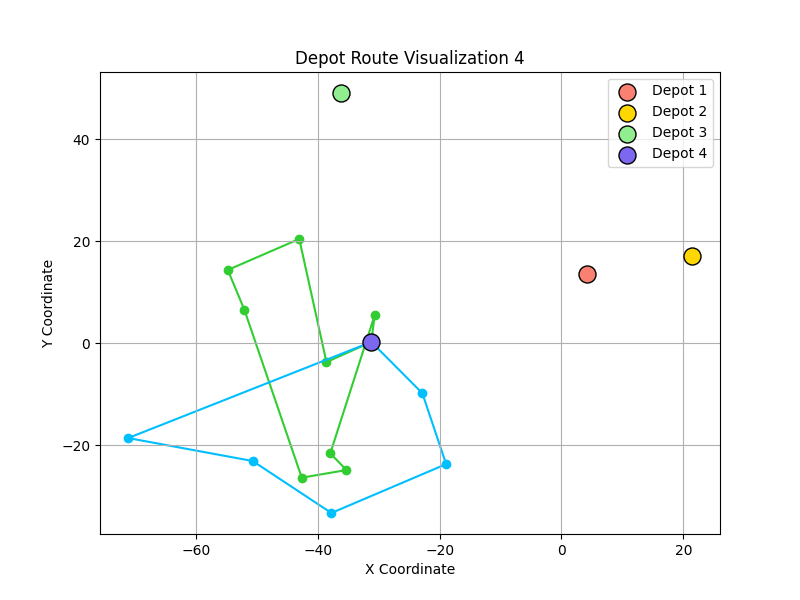 Depot Route Visualization 4
Depot 1
Depot 2
Depot 3
Depot 4
40
20
0
−20
Y Coordinate
−60
−40
−20
0
20
X Coordinate